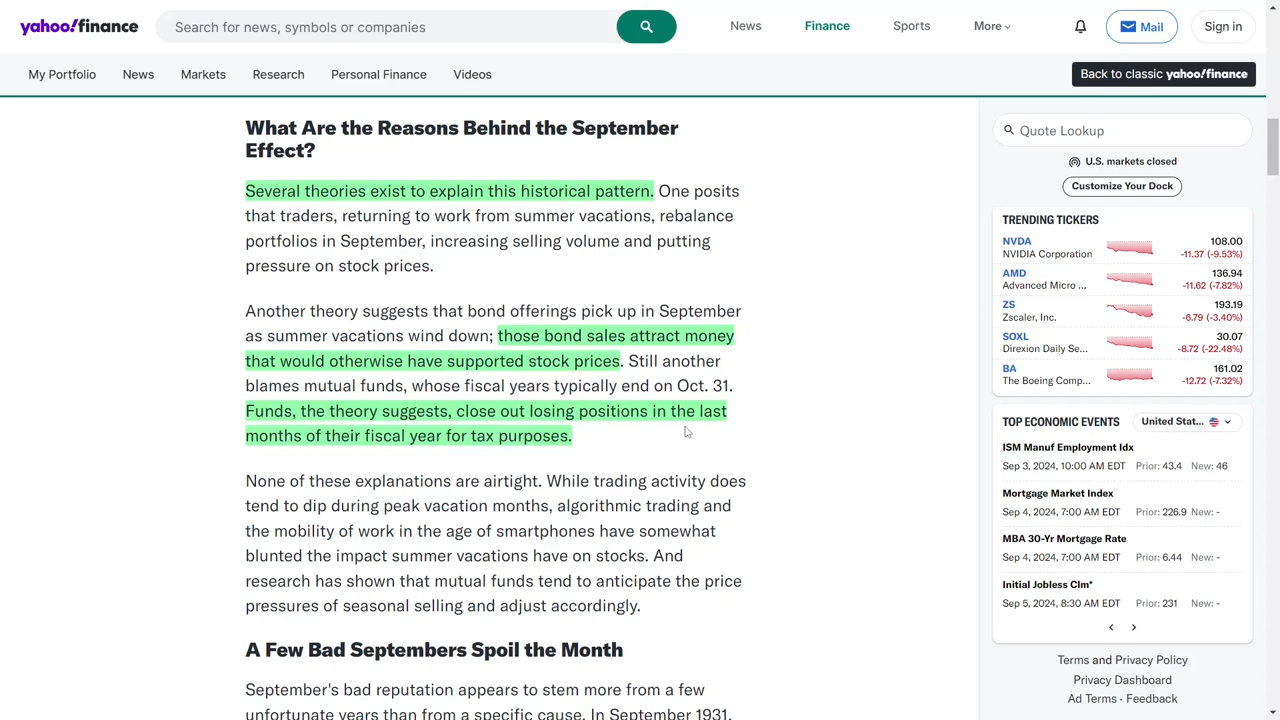 yahoo!finance
Search for news, symbols or companies
News
Finance
Sports
More
Mail
Sign in
My Portfolio
News
Markets
Research
Personal Finance
Videos
Back to classic yahoo!finance
What Are the Reasons Behind the September
Effect?
Several theories exist to explain this historical pattern. One posits
that traders, returning to work from summer vacations, rebalance
portfolios in September, increasing selling volume and putting
pressure on stock prices.
Another theory suggests that bond offerings pick up in September
as summer vacations wind down; those bond sales attract money
that would otherwise have supported stock prices. Still another
blames mutual funds, whose fiscal years typically end on Oct. 31.
Funds, the theory suggests, close out losing positions in the last
months of their fiscal year for tax purposes.
None of these explanations are airtight. While trading activity does
tend to dip during peak vacation months, algorithmic trading and
the mobility of work in the age of smartphones have somewhat
blunted the impact summer vacations have on stocks. And
research has shown that mutual funds tend to anticipate the price
pressures of seasonal selling and adjust accordingly.
A Few Bad Septembers Spoil the Month
September's bad reputation appears to stem more from a few
unfortunate years than from a specific cause. In September 1931,
Quote Lookup
U.S. markets closed
Customize Your Dock
TRENDING TICKERS
NVDA 108.00
NVIDIA Corporation -11.37 (-9.53%)
AMD 136.94
Advanced Micro ... -11.62 (-7.82%)
ZS 193.19
Zscaler, Inc. -6.79 (-3.40%)
SOXL 30.07
Direxion Daily Se... -8.72 (-22.48%)
BA 161.02
The Boeing Comp... -12.72 (-7.32%)
TOP ECONOMIC EVENTS United Stat...
ISM Manuf Employment Idx
Sep 3, 2024, 10:00 AM EDT Prior: 43.4 New: 46
Mortgage Market Index
Sep 4, 2024, 7:00 AM EDT Prior: 226.9 New: -
MBA 30-Yr Mortgage Rate
Sep 4, 2024, 7:00 AM EDT Prior: 6.44 New: -
Initial Jobless Clm*
Sep 5, 2024, 8:30 AM EDT Prior: 231 New: -
Terms and Privacy Policy
Privacy Dashboard
Ad Terms · Feedback